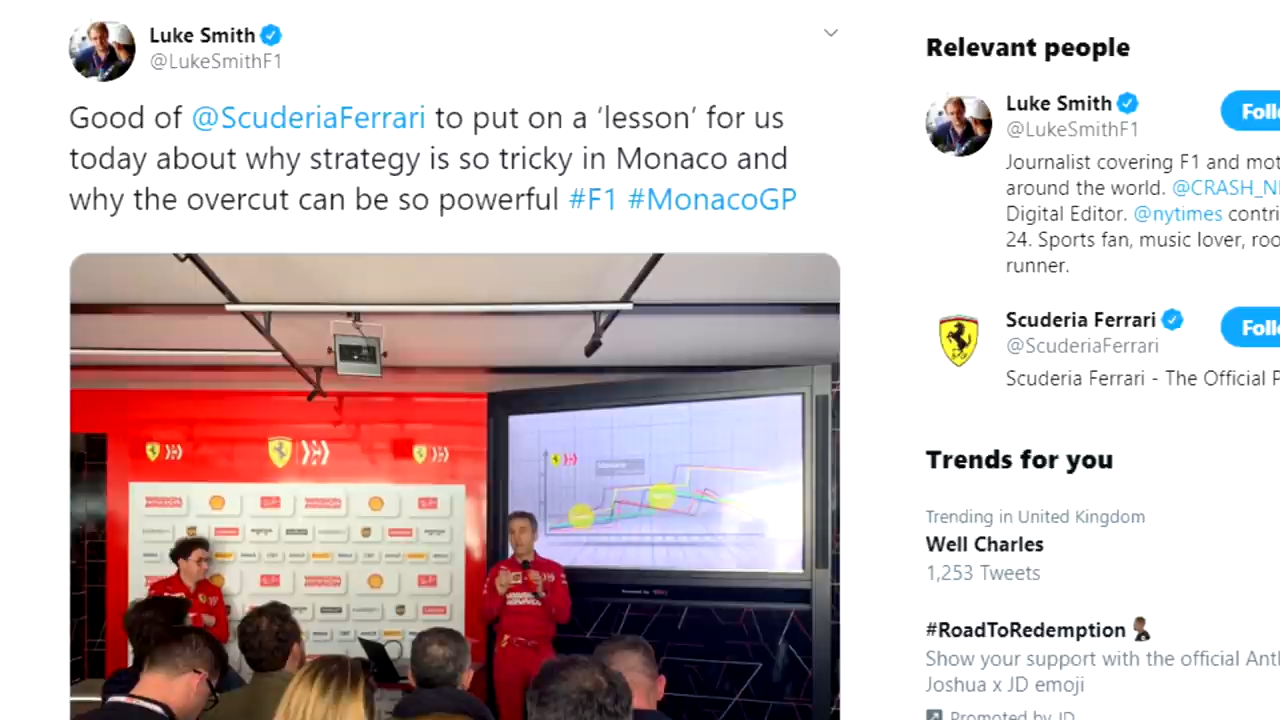 Luke Smith
@LukeSmithF1
Good of @ScuderiaFerrari to put on a ‘lesson’ for us
today about why strategy is so tricky in Monaco and
why the overcut can be so powerful #F1 #MonacoGP
Relevant people
Luke Smith
Foll
@LukeSmithF1
Journalist covering F1 and mot
around the world. @CRASH_NE
Digital Editor. @nytimes contri
24. Sports fan, music lover, roo
runner.
Scuderia Ferrari
Foll
@ScuderiaFerrari
Scuderia Ferrari - The Official P
Trends for you
Trending in United Kingdom
Well Charles
1,253 Tweets
#RoadToRedemption
Show your support with the official Anth
Joshua x JD emoji
Promoted by JD